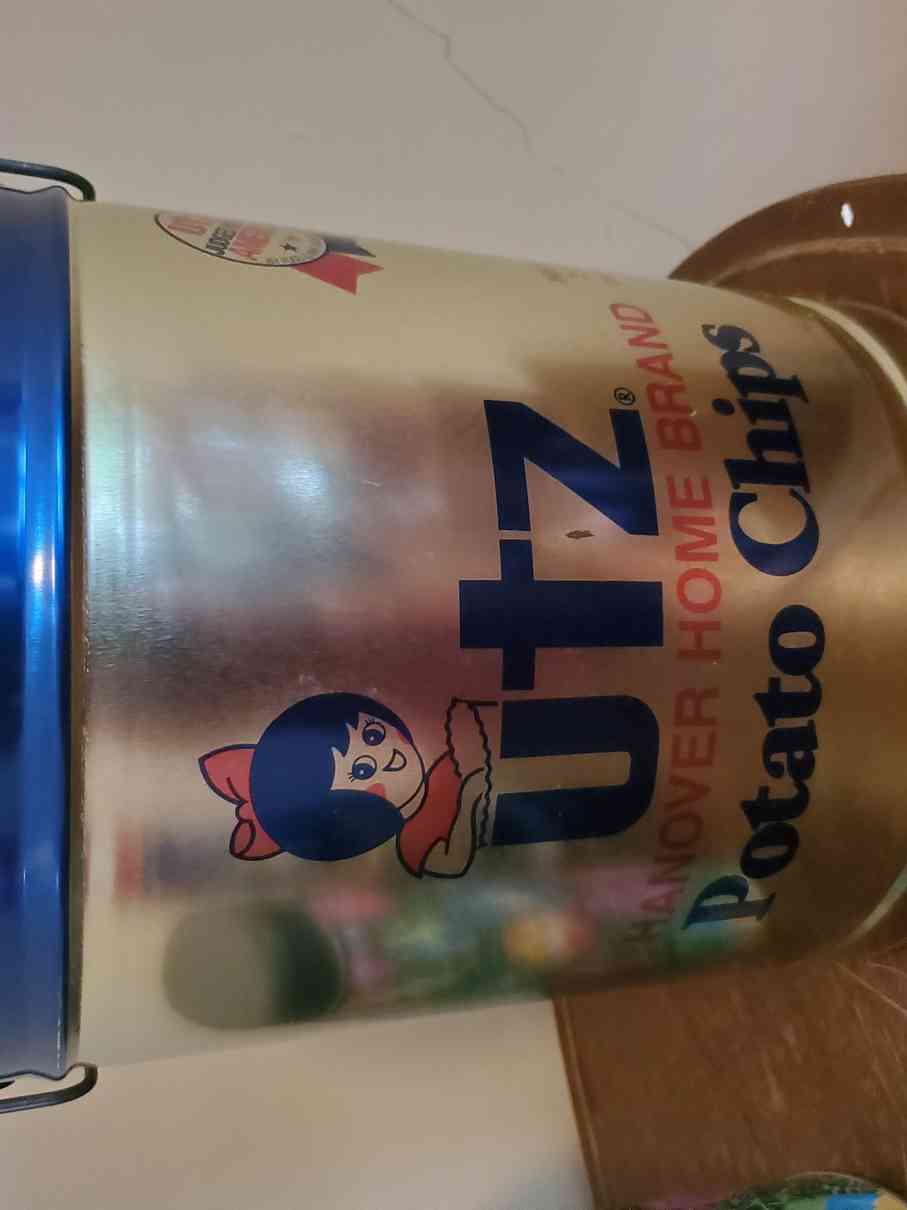 utz®
HANOVER HOME BRAND
Potato Chips